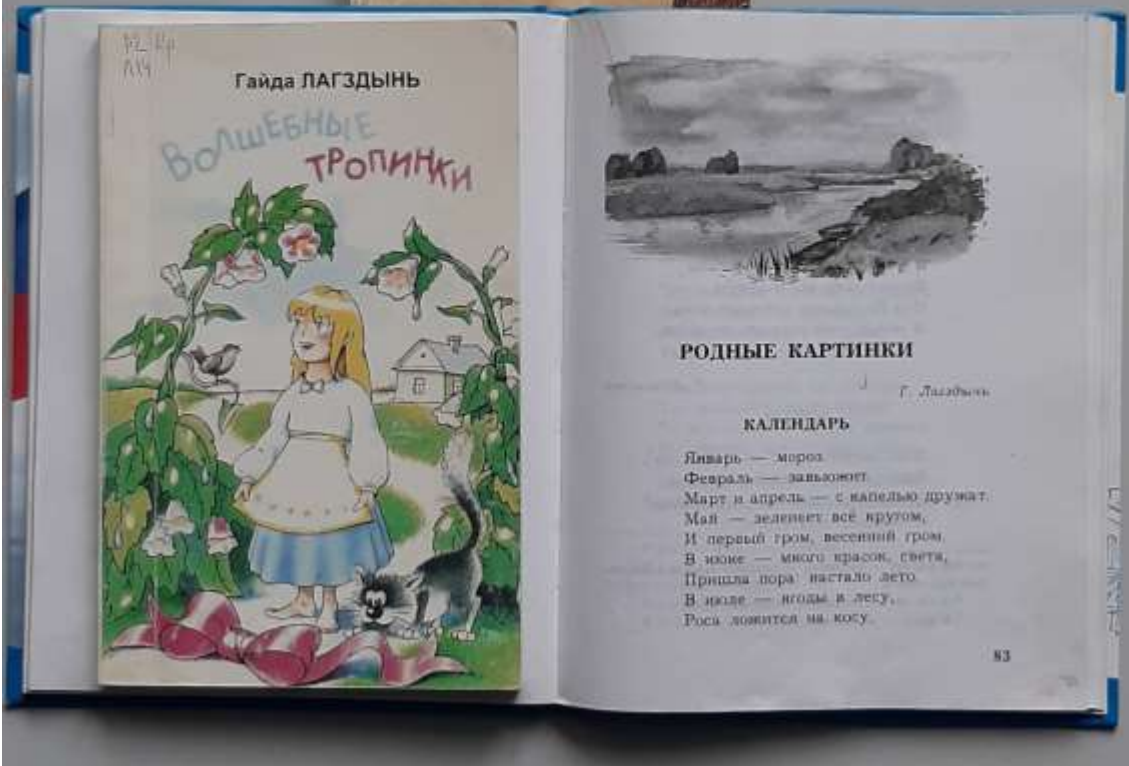 Гайда ЛАГЗДЫНЬ
ВОЛШЕБНЫЕ
ТРОПИНКИ
РОДНЫЕ КАРТИНКИ
Г. Лагздынь
КАЛЕНДАРЬ
Январь — мороз.
Февраль — завьюжит.
Март и апрель — с капелью дружат.
Май — зеленеет всё кругом,
И первый гром, весенний гром.
В июне — много красок, света,
Пришла пора: настало лето.
В июле — ягоды в лесу,
Роса ложится на косу.
83